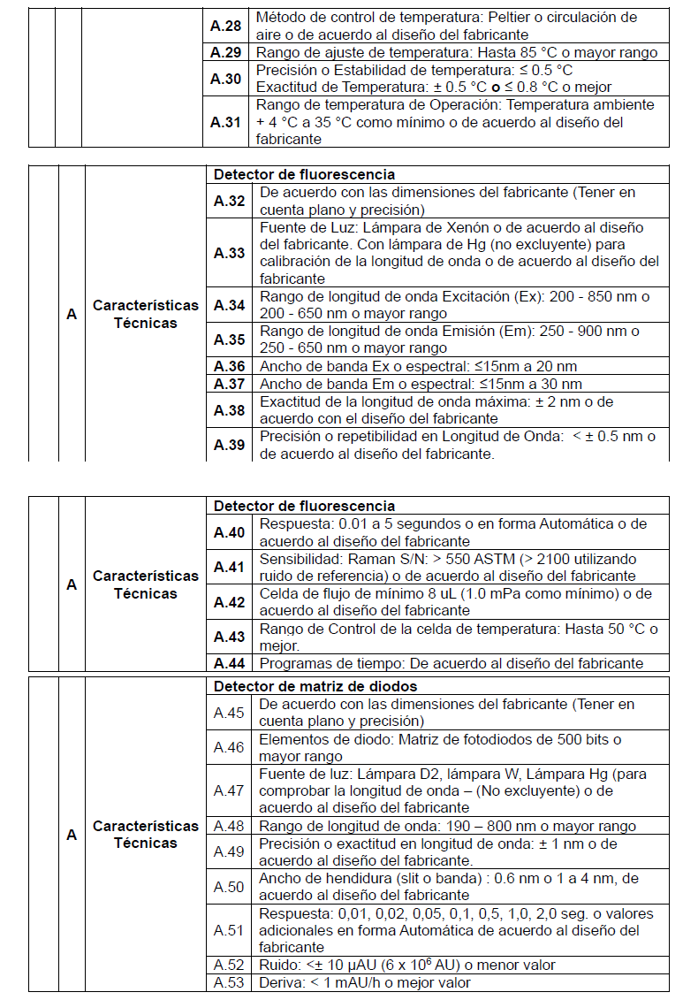 A.28 Método de control de temperatura: Peltier o circulación de
aire o de acuerdo al diseño del fabricante
A.29 Rango de ajuste de temperatura: Hasta 85 °C o mayor rango
A.30 Precisión o Estabilidad de temperatura: ≤ 0.5 °C
Exactitud de Temperatura: ± 0.5 °C o ≤ 0.8 °C o mejor
A.31 Rango de temperatura de Operación: Temperatura ambiente
+ 4 °C a 35 °C como mínimo o de acuerdo al diseño del
fabricante
A Características
Técnicas
Detector de fluorescencia
A.32 De acuerdo con las dimensiones del fabricante (Tener en
cuenta plano y precisión)
A.33 Fuente de Luz: Lámpara de Xenón o de acuerdo al diseño
del fabricante. Con lámpara de Hg (no excluyente) para
calibración de la longitud de onda o de acuerdo al diseño del
fabricante
A.34 Rango de longitud de onda Excitación (Ex): 200 - 850 nm o
200 - 650 nm o mayor rango
A.35 Rango de longitud de onda Emisión (Em): 250 - 900 nm o
250 - 650 nm o mayor rango
A.36 Ancho de banda Ex o espectral: ≤15nm a 20 nm
A.37 Ancho de banda Em o espectral: ≤15nm a 30 nm
A.38 Exactitud de la longitud de onda máxima: ± 2 nm o de
acuerdo con el diseño del fabricante
A.39 Precisión o repetibilidad en Longitud de Onda: < ± 0.5 nm o
de acuerdo al diseño del fabricante.
A Características
Técnicas
Detector de fluorescencia
A.40 Respuesta: 0.01 a 5 segundos o en forma Automática o de
acuerdo al diseño del fabricante
A.41 Sensibilidad: Raman S/N: > 550 ASTM (> 2100 utilizando
ruido de referencia) o de acuerdo al diseño del fabricante
A.42 Celda de flujo de mínimo 8 uL (1.0 mPa como mínimo) o de
acuerdo al diseño del fabricante
A.43 Rango de Control de la celda de temperatura: Hasta 50 °C o
mejor.
A.44 Programas de tiempo: De acuerdo al diseño del fabricante
A Características
Técnicas
Detector de matriz de diodos
A.45 De acuerdo con las dimensiones del fabricante (Tener en
cuenta plano y precisión)
A.46 Elementos de diodo: Matriz de fotodiodos de 500 bits o
mayor rango
A.47 Fuente de luz: Lámpara D2, lámpara W, Lámpara Hg (para
comprobar la longitud de onda – (No excluyente) o de
acuerdo al diseño del fabricante
A.48 Rango de longitud de onda: 190 – 800 nm o mayor rango
A.49 Precisión o exactitud en longitud de onda: ± 1 nm o de
acuerdo al diseño del fabricante.
A.50 Ancho de hendidura (slit o banda) : 0.6 nm o 1 a 4 nm, de
acuerdo al diseño del fabricante
A.51 Respuesta: 0,01, 0,02, 0,05, 0,1, 0,5, 1,0, 2,0 seg. o valores
adicionales en forma Automática de acuerdo al diseño del
fabricante
A.52 Ruido: <± 10 µAU (6 x 10⁶ AU) o menor valor
A.53 Deriva: < 1 mAU/h o mejor valor